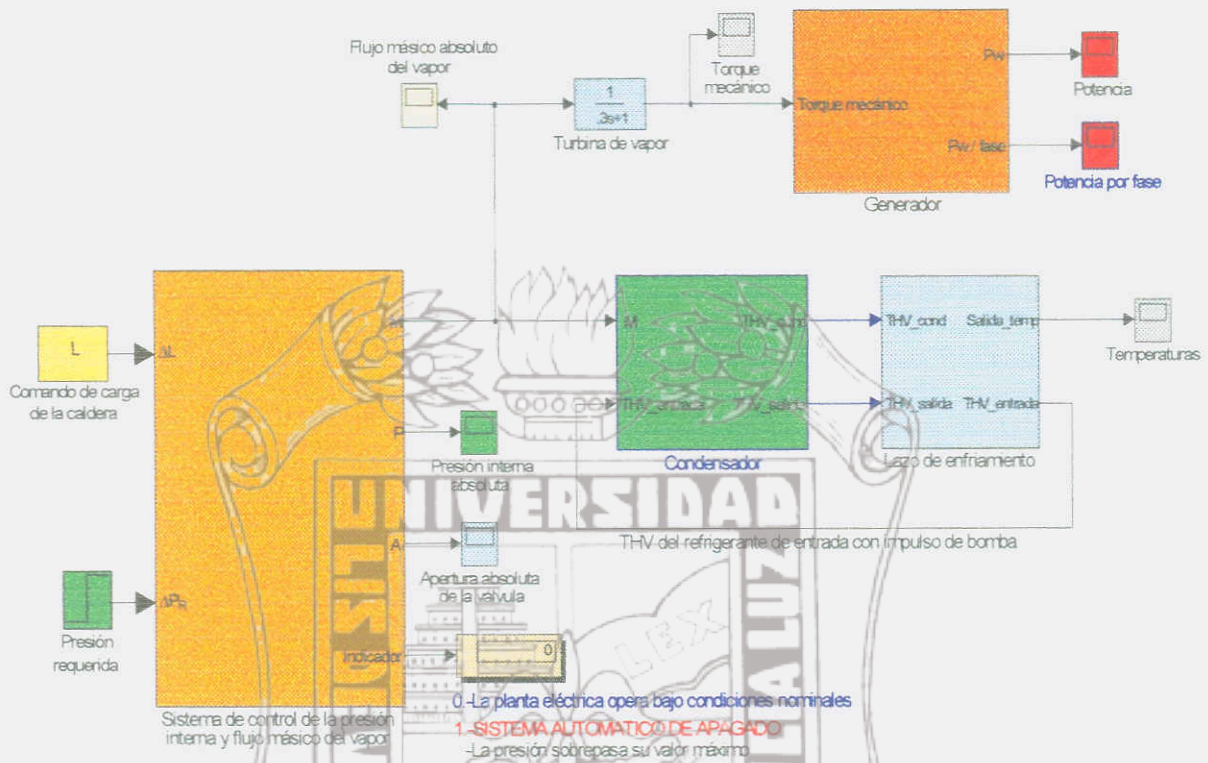 Flujo másico absoluto
del vapor
1
.3s+1
Turbina de vapor
Torque
mecánico
Torque mecánico
Pw
Pw / fase
Generador
Potencia
Potencia por fase
L
Comando de carga
de la caldera
ΔL
M
P
A
ΔPR
Indicador
Presión
requerida
Sistema de control de la presión
interna y flujo másico del vapor
Presión interna
absoluta
Apertura absoluta
de la valvula
0
0.-La planta eléctrica opera bajo condiciones nominales
1.-SISTEMA AUTOMATICO DE APAGADO
-La presión sobrepasa su valor máximo
M
THV_cond
THV_entrada
THV_salida
Condensador
THV_cond
Salida_temp
THV_salida
THV_entrada
Lazo de enfriamiento
Temperaturas
THV del refrigerante de entrada con impulso de bomba
UNIVERSIDAD
LEX
LA LUZ